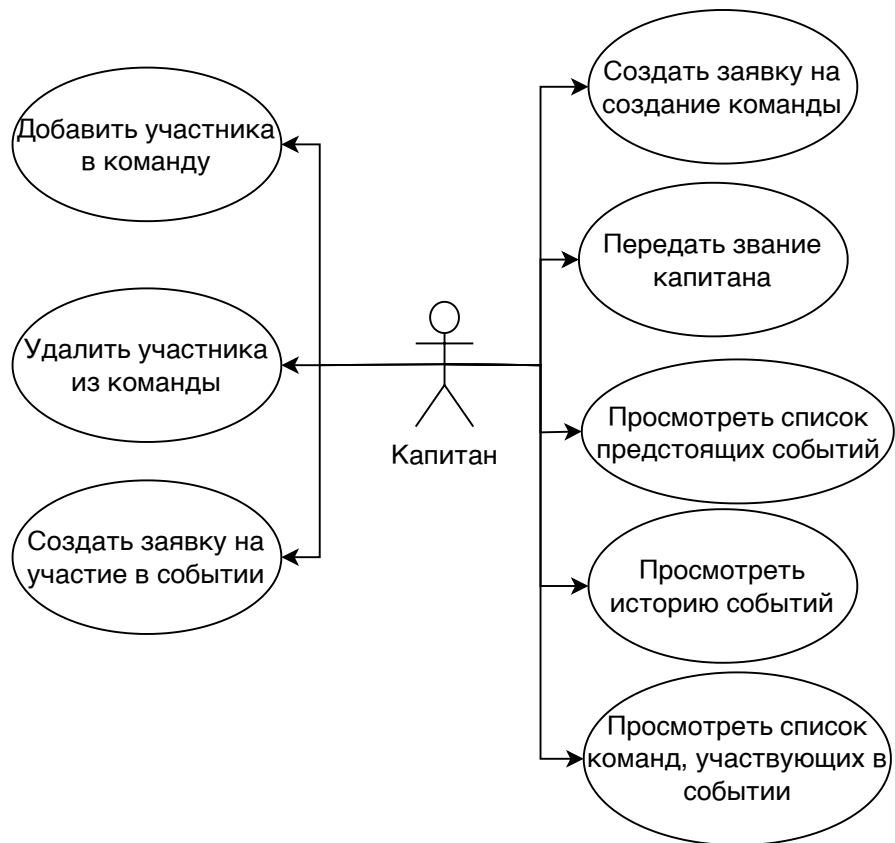 Добавить участника
в команду
Удалить участника
из команды
Создать заявку на
участие в событии
Капитан
Создать заявку на
создание команды
Передать звание
капитана
Просмотреть список
предстоящих событий
Просмотреть
историю событий
Просмотреть список
команд, участвующих в
событии